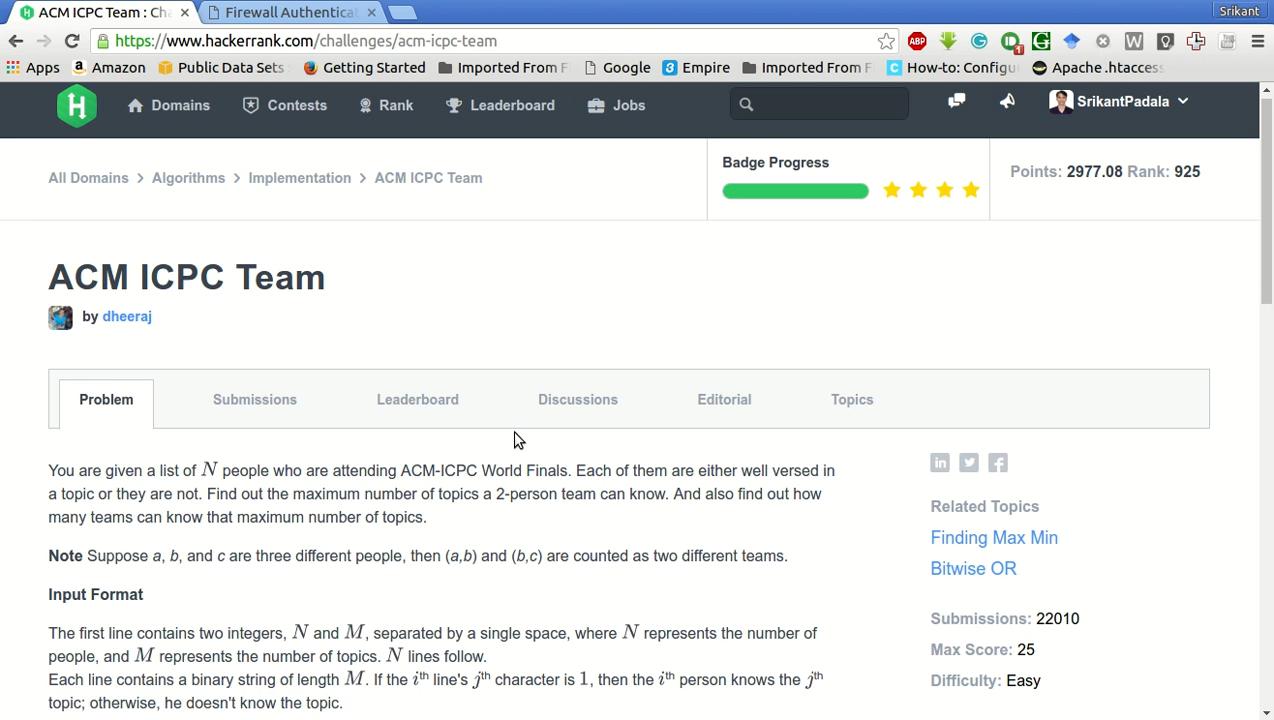 ACM ICPC Team : Cha
Firewall Authenticat
Srikant
https://www.hackerrank.com/challenges/acm-icpc-team
ABP
Apps
Amazon
Public Data Sets
Getting Started
Imported From F
Google
Empire
Imported From F
How-to: Configu
Apache .htaccess
Domains
Contests
Rank
Leaderboard
Jobs
SrikantPadala
All Domains > Algorithms > Implementation > ACM ICPC Team
Badge Progress
Points: 2977.08 Rank: 925
ACM ICPC Team
by dheeraj
Problem
Submissions
Leaderboard
Discussions
Editorial
Topics
You are given a list of N people who are attending ACM-ICPC World Finals. Each of them are either well versed in
a topic or they are not. Find out the maximum number of topics a 2-person team can know. And also find out how
many teams can know that maximum number of topics.
Note Suppose a, b, and c are three different people, then (a,b) and (b,c) are counted as two different teams.
Input Format
The first line contains two integers, N and M, separated by a single space, where N represents the number of
people, and M represents the number of topics. N lines follow.
Each line contains a binary string of length M. If the ith line's jth character is 1, then the ith person knows the jth
topic; otherwise, he doesn't know the topic.
Related Topics
Finding Max Min
Bitwise OR
Submissions: 22010
Max Score: 25
Difficulty: Easy